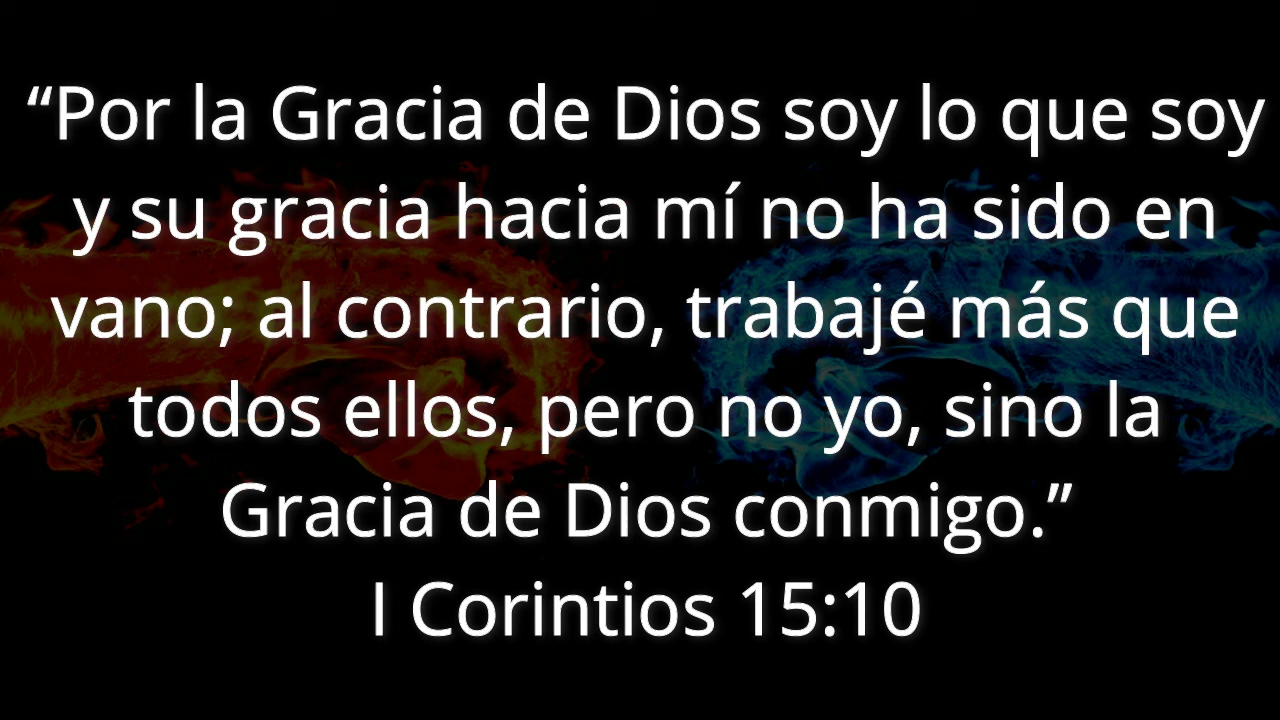 “Por la Gracia de Dios soy lo que soy
y su gracia hacia mí no ha sido en
vano; al contrario, trabajé más que
todos ellos, pero no yo, sino la
Gracia de Dios conmigo.”
I Corintios 15:10